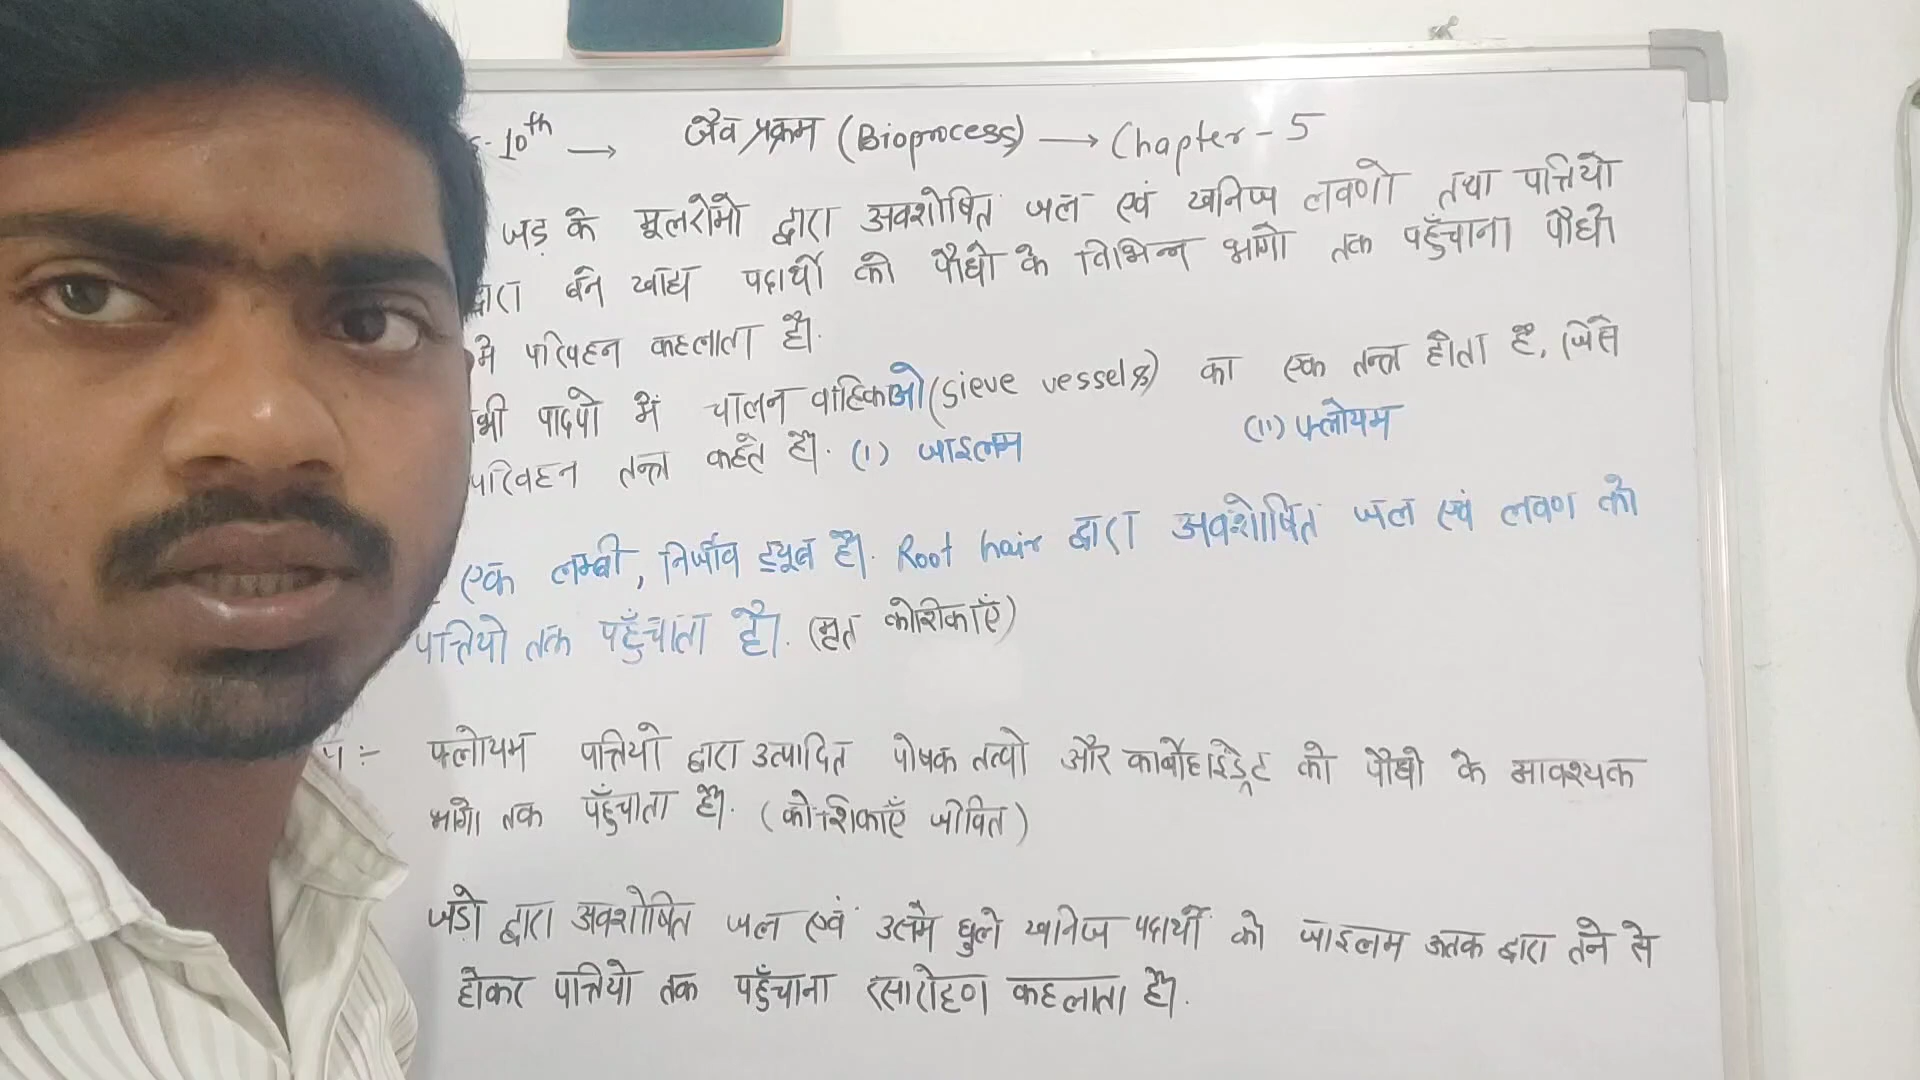 10th → जैव प्रक्रम (Bioprocess) → Chapter - 5
जड़ के मूलरोमो द्वारा अवशोषित जल एवं खनिज लवणो तथा पत्तियो
द्वारा बने खाद्य पदार्थो को पौधो के विभिन्न भागो तक पहुँचाना पौधो
मे परिवहन कहलाता है।
भी पादपो में चालन वाहिकाओ (Sieve vessels) का एक तन्त्र होता है, जिसे
परिवहन तन्त्र कहते है। (i) जाइलम (ii) फ्लोयम
एक लम्बी, निर्जीव ट्यूब है। Root hair द्वारा अवशोषित जल एवं लवण को
पत्तियो तक पहुँचाता है। (मृत कोशिकाएँ)
:- फ्लोयम पत्तियो द्वारा उत्पादित पोषक तत्वो और कार्बोहाइड्रेट को पौधो के आवश्यक
भागो तक पहुँचाता है। (कोशिकाएँ जीवित)
जड़ो द्वारा अवशोषित जल एवं उसमे घुले खनिज पदार्थो को जाइलम ऊतक द्वारा तने से
होकर पत्तियो तक पहुँचाना रसारोहण कहलाता है।